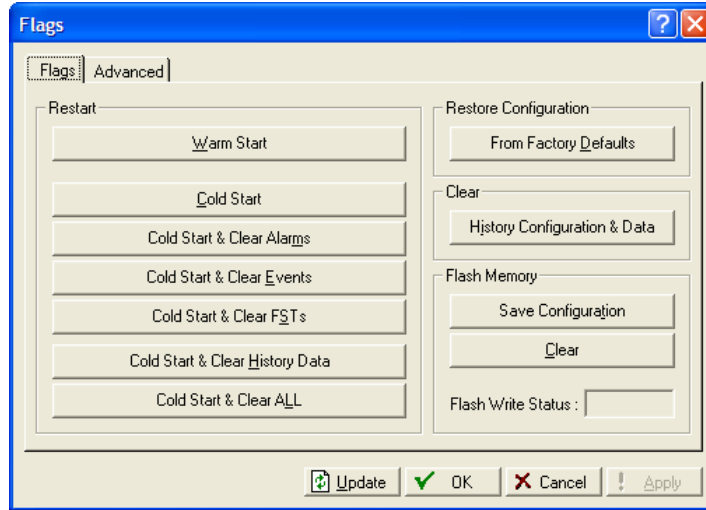 Flags
Flags
Advanced
Restart
Warm Start
Cold Start
Cold Start & Clear Alarms
Cold Start & Clear Events
Cold Start & Clear FSTs
Cold Start & Clear History Data
Cold Start & Clear ALL
Restore Configuration
From Factory Defaults
Clear
History Configuration & Data
Flash Memory
Save Configuration
Clear
Flash Write Status :
Update
OK
Cancel
Apply